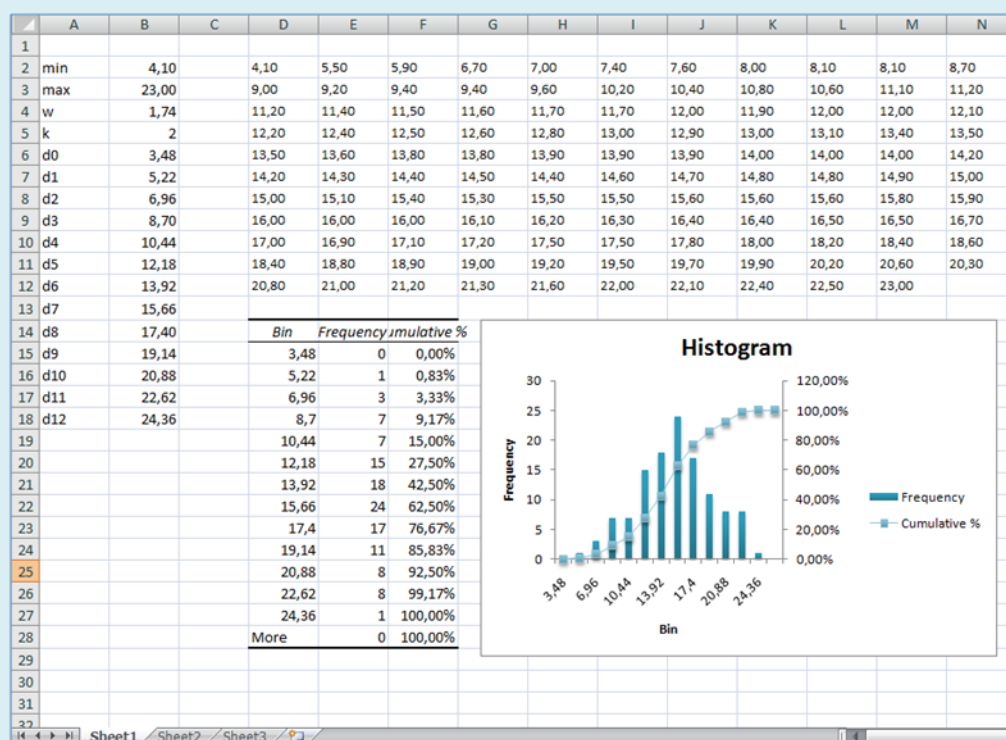 A B C D E F G H I J K L M N
1
2 min 4,10 4,10 5,50 5,90 6,70 7,00 7,40 7,60 8,00 8,10 8,10 8,70
3 max 23,00 9,00 9,20 9,40 9,40 9,60 10,20 10,40 10,80 10,60 11,10 11,20
4 w 1,74 11,20 11,40 11,50 11,60 11,70 11,70 12,00 11,90 12,00 12,00 12,10
5 k 2 12,20 12,40 12,50 12,60 12,80 13,00 12,90 13,00 13,10 13,40 13,50
6 d0 3,48 13,50 13,60 13,80 13,80 13,90 13,90 13,90 14,00 14,00 14,00 14,20
7 d1 5,22 14,20 14,30 14,40 14,50 14,40 14,60 14,70 14,80 14,80 14,90 15,00
8 d2 6,96 15,00 15,10 15,40 15,30 15,50 15,50 15,60 15,60 15,60 15,80 15,90
9 d3 8,70 16,00 16,00 16,00 16,10 16,20 16,30 16,40 16,40 16,50 16,50 16,70
10 d4 10,44 17,00 16,90 17,10 17,20 17,50 17,50 17,80 18,00 18,20 18,40 18,60
11 d5 12,18 18,40 18,80 18,90 19,00 19,20 19,50 19,70 19,90 20,20 20,60 20,30
12 d6 13,92 20,80 21,00 21,20 21,30 21,60 22,00 22,10 22,40 22,50 23,00
13 d7 15,66
14 d8 17,40 Bin Frequency umulative %
15 d9 19,14 3,48 0 0,00%
16 d10 20,88 5,22 1 0,83%
17 d11 22,62 6,96 3 3,33%
18 d12 24,36 8,7 7 9,17%
19 10,44 7 15,00%
20 12,18 15 27,50%
21 13,92 18 42,50%
22 15,66 24 62,50%
23 17,4 17 76,67%
24 19,14 11 85,83%
25 20,88 8 92,50%
26 22,62 8 99,17%
27 24,36 1 100,00%
28 More 0 100,00%
29
30
31
32
Histogram
30 120,00%
25 100,00%
20 80,00%
15 60,00%
10 40,00%
5 20,00%
0 0,00%
Frequency
3,48 6,96 10,44 13,92 17,4 20,88 24,36
Bin
Frequency
Cumulative %
Sheet1 Sheet2 Sheet3